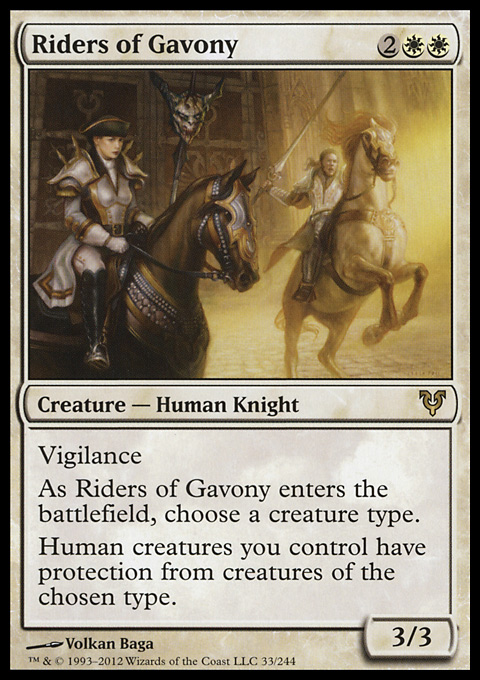 Riders of Gavony 2
Creature — Human Knight
Vigilance
As Riders of Gavony enters the
battlefield, choose a creature type.
Human creatures you control have
protection from creatures of the
chosen type.
Volkan Baga
3/3
™ & © 1993–2012 Wizards of the Coast LLC 33/244